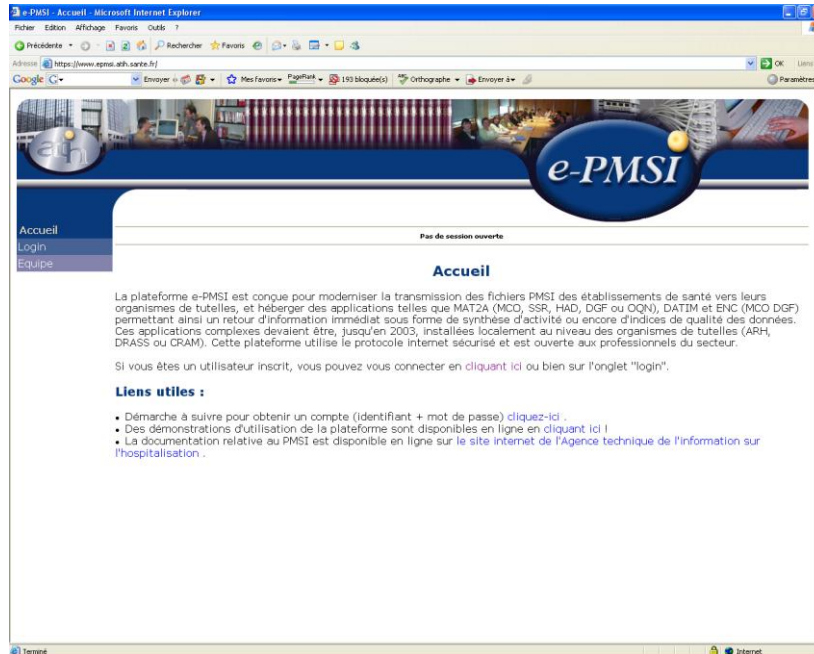 e-PMSI - Accueil - Microsoft Internet Explorer
Fichier Edition Affichage Favoris Outils ?
Précédente Rechercher Favoris
Adresse https://www.epmsi.atih.sante.fr/ OK Liens
Google G Envoyer Mes favoris PageRank 193 bloquée(s) Orthographe Envoyer à Paramètres
atih
e-PMSI
Accueil
Login
Equipe
Pas de session ouverte
Accueil
La plateforme e-PMSI est conçue pour moderniser la transmission des fichiers PMSI des établissements de santé vers leurs
organismes de tutelles, et héberger des applications telles que MAT2A (MCO, SSR, HAD, DGF ou OQN), DATIM et ENC (MCO DGF)
permettant ainsi un retour d'information immédiat sous forme de synthèse d'activité ou encore d'indices de qualité des données.
Ces applications complexes devaient être, jusqu'en 2003, installées localement au niveau des organismes de tutelles (ARH,
DRASS ou CRAM). Cette plateforme utilise le protocole internet sécurisé et est ouverte aux professionnels du secteur.
Si vous êtes un utilisateur inscrit, vous pouvez vous connecter en cliquant ici ou bien sur l'onglet "login".
Liens utiles :
• Démarche à suivre pour obtenir un compte (identifiant + mot de passe) cliquez-ici .
• Des démonstrations d'utilisation de la plateforme sont disponibles en ligne en cliquant ici !
• La documentation relative au PMSI est disponible en ligne sur le site internet de l'Agence technique de l'information sur
l'hospitalisation .
Terminé Internet